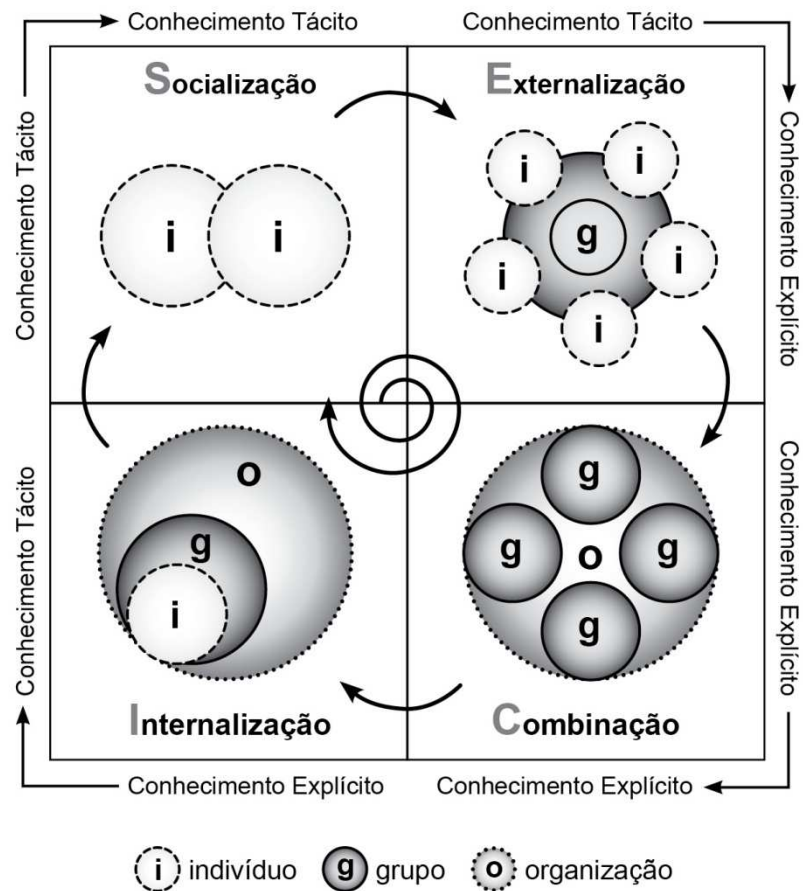 Conhecimento Tácito
Conhecimento Tácito
Conhecimento Tácito
Conhecimento Explícito
Socialização
Externalização
i
i
i
i
i
i
i
g
o
g
i
g
g
g
g
o
Internalização
Combinação
Conhecimento Tácito
Conhecimento Explícito
Conhecimento Explícito
Conhecimento Explícito
i indivíduo g grupo o organização